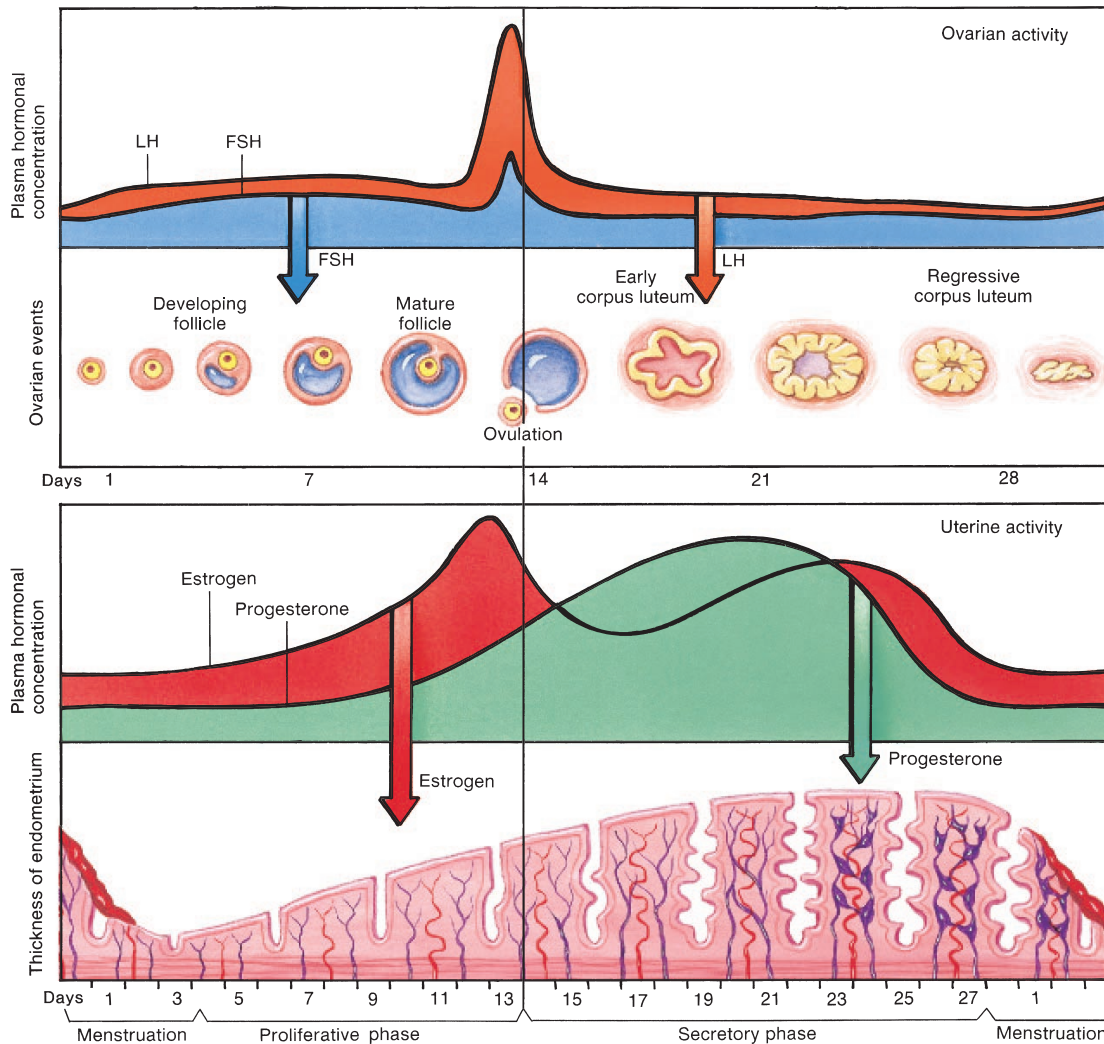 Ovarian activity
Plasma hormonal
concentration
LH
FSH
FSH
LH
Ovarian events
Developing
follicle
Mature
follicle
Early
corpus luteum
Regressive
corpus luteum
Ovulation
Days 1 7 14 21 28
Uterine activity
Plasma hormonal
concentration
Estrogen
Progesterone
Estrogen
Progesterone
Thickness of endometrium
Days 1 3 5 7 9 11 13 15 17 19 21 23 25 27 1
Menstruation Proliferative phase Secretory phase Menstruation